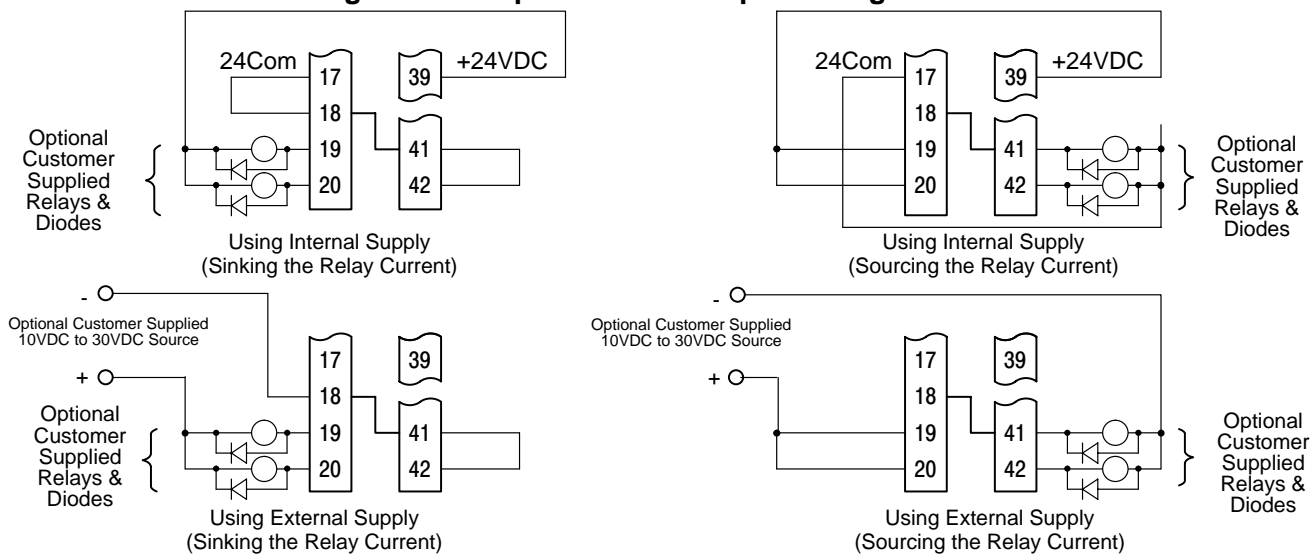 24Com
17
39
+24VDC
18
Optional
Customer
Supplied
Relays &
Diodes
19
41
20
42
Using Internal Supply
(Sinking the Relay Current)
24Com
17
39
+24VDC
18
19
41
20
42
Optional
Customer
Supplied
Relays &
Diodes
Using Internal Supply
(Sourcing the Relay Current)
-
Optional Customer Supplied
10VDC to 30VDC Source
+
17
39
18
Optional
Customer
Supplied
Relays &
Diodes
19
41
20
42
Using External Supply
(Sinking the Relay Current)
-
Optional Customer Supplied
10VDC to 30VDC Source
+
17
39
18
19
41
20
42
Optional
Customer
Supplied
Relays &
Diodes
Using External Supply
(Sourcing the Relay Current)